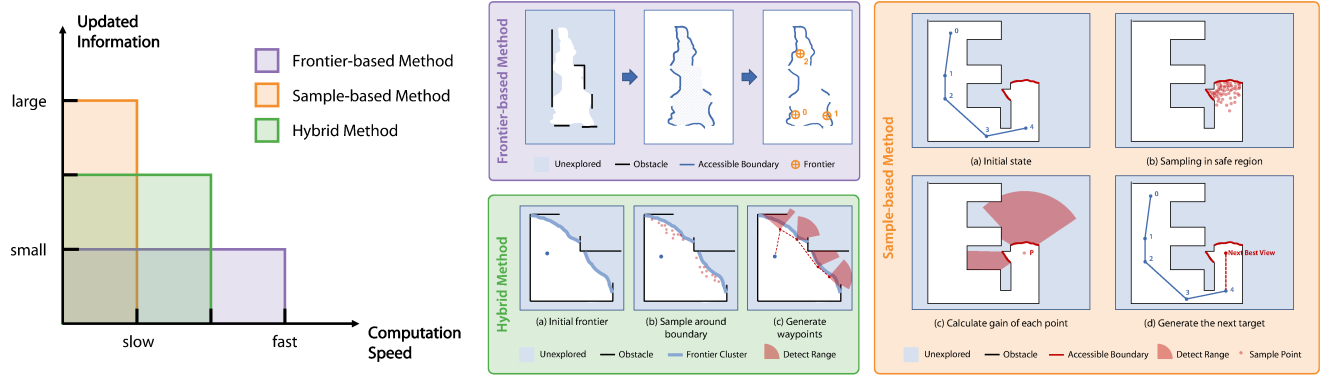 Updated
Information
Frontier-based Method
Sample-based Method
Hybrid Method
large
small
slow
fast
Computation
Speed
Frontier-based Method
2
0
1
Unexplored
Obstacle
Accessible Boundary
Frontier
Hybrid Method
(a) Initial frontier
(b) Sample around
boundary
(c) Generate
waypoints
Unexplored
Obstacle
Frontier Cluster
Detect Range
Sample-based Method
0
1
2
3
4
(a) Initial state
(b) Sampling in safe region
P
(c) Calculate gain of each point
0
1
2
3
4
Next Best View
(d) Generate the next target
Unexplored
Obstacle
Accessible Boundary
Detect Range
Sample Point